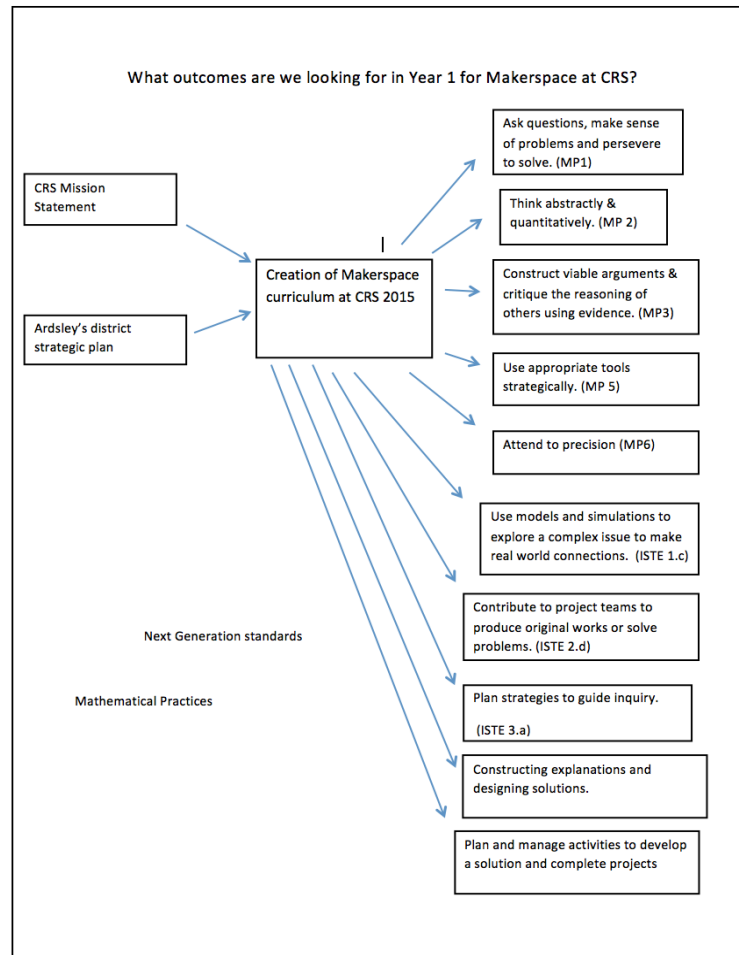 What outcomes are we looking for in Year 1 for Makerspace at CRS?
Ask questions, make sense
of problems and persevere
to solve. (MP1)
CRS Mission
Statement
Think abstractly &
quantitatively. (MP 2)
Creation of Makerspace
curriculum at CRS 2015
Construct viable arguments &
critique the reasoning of
others using evidence. (MP3)
Ardsley's district
strategic plan
Use appropriate tools
strategically. (MP 5)
Attend to precision (MP6)
Use models and simulations to
explore a complex issue to make
real world connections. (ISTE 1.c)
Contribute to project teams to
produce original works or solve
problems. (ISTE 2.d)
Next Generation standards
Mathematical Practices
Plan strategies to guide inquiry.
(ISTE 3.a)
Constructing explanations and
designing solutions.
Plan and manage activities to develop
a solution and complete projects